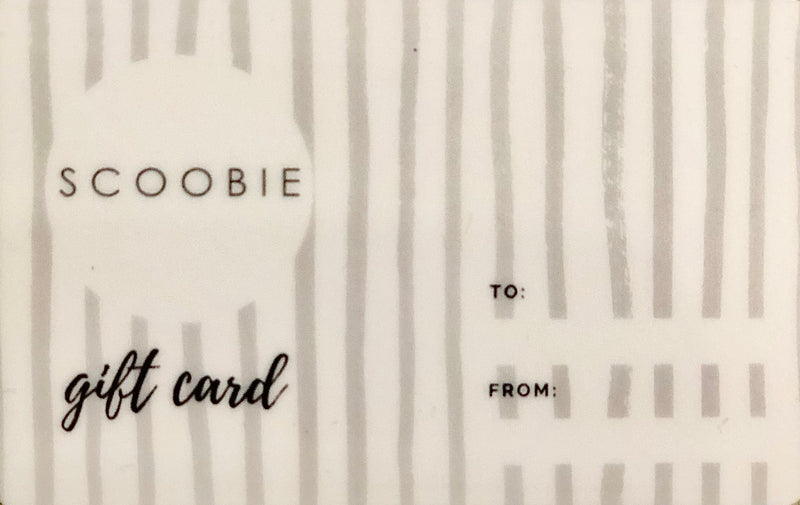 SCOOBIE
gift card
TO:
FROM: